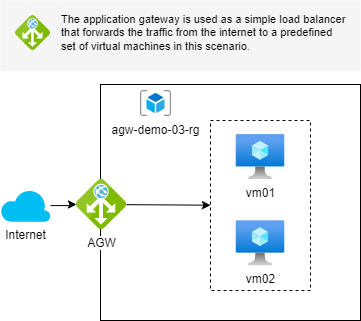 The application gateway is used as a simple load balancer
that forwards the traffic from the internet to a predefined
set of virtual machines in this scenario.
agw-demo-03-rg
vm01
Internet
AGW
vm02